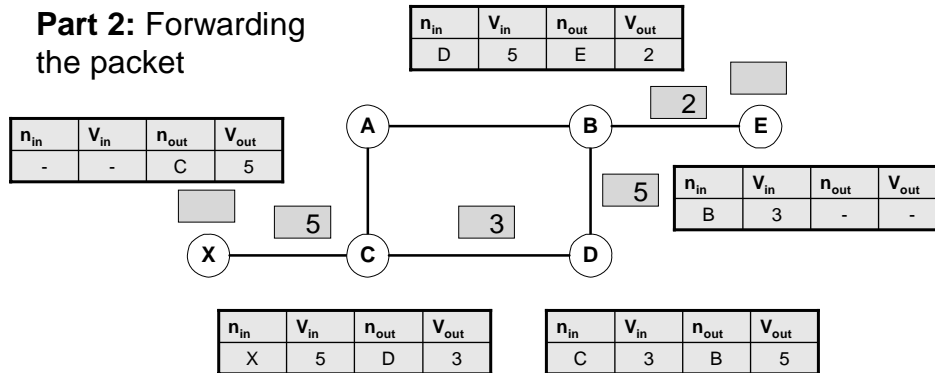 Part 2: Forwarding
the packet
n_in V_in n_out V_out
D 5 E 2
2
A B E
n_in V_in n_out V_out
- - C 5
n_in V_in n_out V_out
B 3 - -
5 3 5
X C D
n_in V_in n_out V_out
X 5 D 3
n_in V_in n_out V_out
C 3 B 5